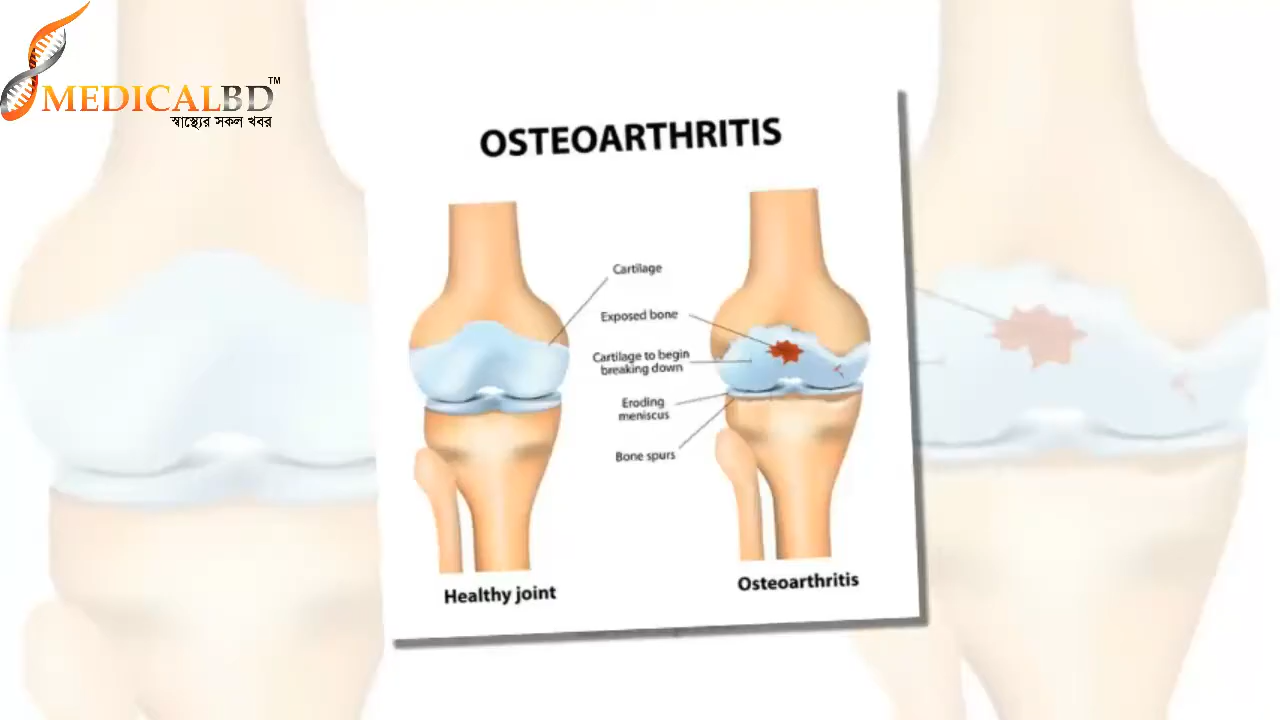 MEDICALBD™
স্বাস্থ্যের সকল খবর
OSTEOARTHRITIS
Cartilage
Exposed bone
Cartilage to begin
breaking down
Eroding
meniscus
Bone spurs
Healthy joint
Osteoarthritis